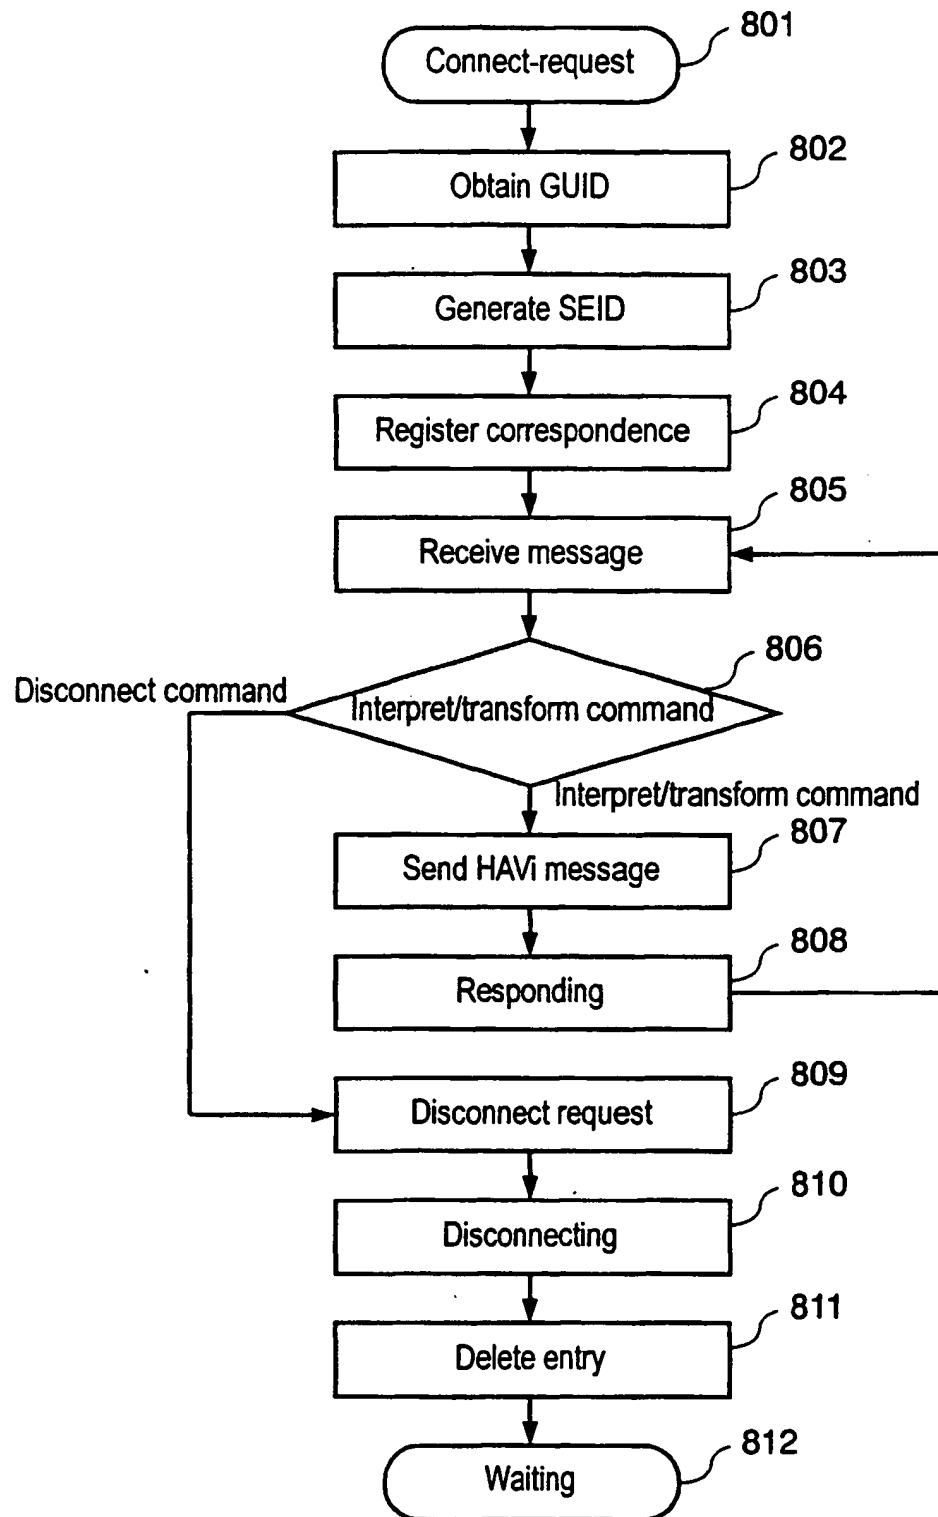 801
Connect-request
802
Obtain GUID
803
Generate SEID
804
Register correspondence
805
Receive message
806
Disconnect command
Interpret/transform command
Interpret/transform command
807
Send HAVi message
808
Responding
809
Disconnect request
810
Disconnecting
811
Delete entry
812
Waiting